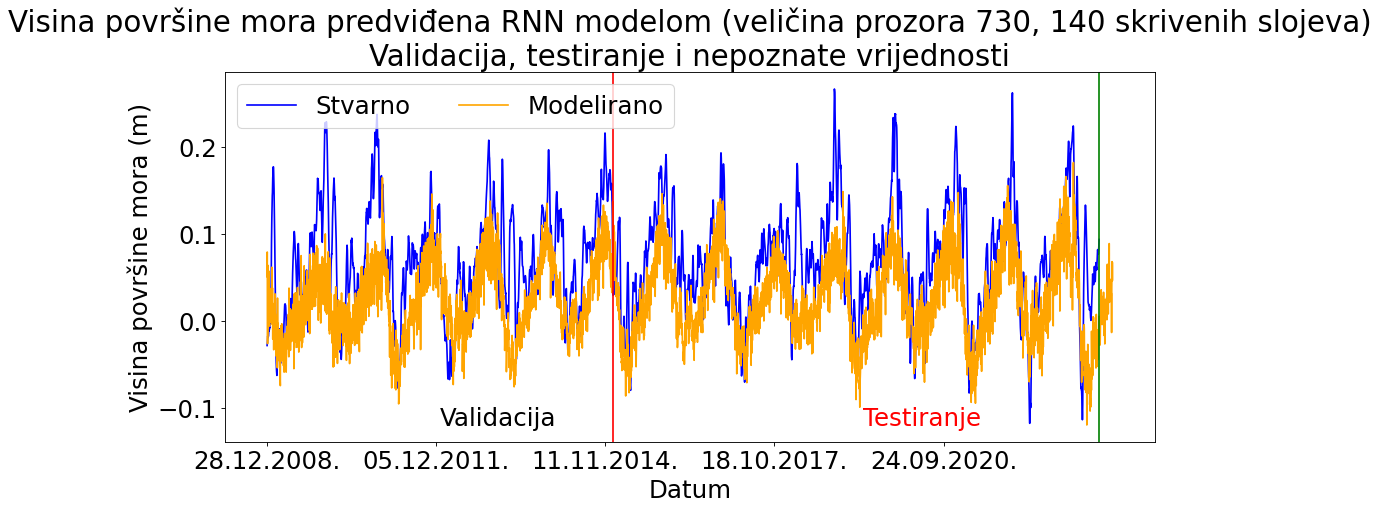 Visina površine mora predviđena RNN modelom (veličina prozora 730, 140 skrivenih slojeva)
Validacija, testiranje i nepoznate vrijednosti
Stvarno Modelirano
Visina površine mora (m)
0.2
0.1
0.0
−0.1
Validacija Testiranje
28.12.2008. 05.12.2011. 11.11.2014. 18.10.2017. 24.09.2020.
Datum